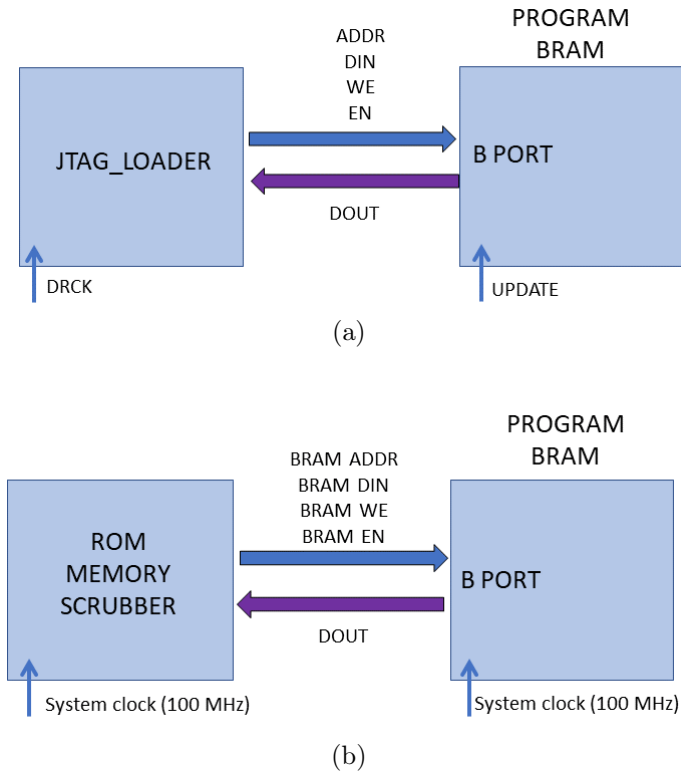 PROGRAM
BRAM
ADDR
DIN
WE
EN
JTAG_LOADER
B PORT
DOUT
DRCK
UPDATE
(a)
PROGRAM
BRAM
BRAM ADDR
BRAM DIN
BRAM WE
BRAM EN
ROM
MEMORY
SCRUBBER
B PORT
DOUT
System clock (100 MHz)
System clock (100 MHz)
(b)